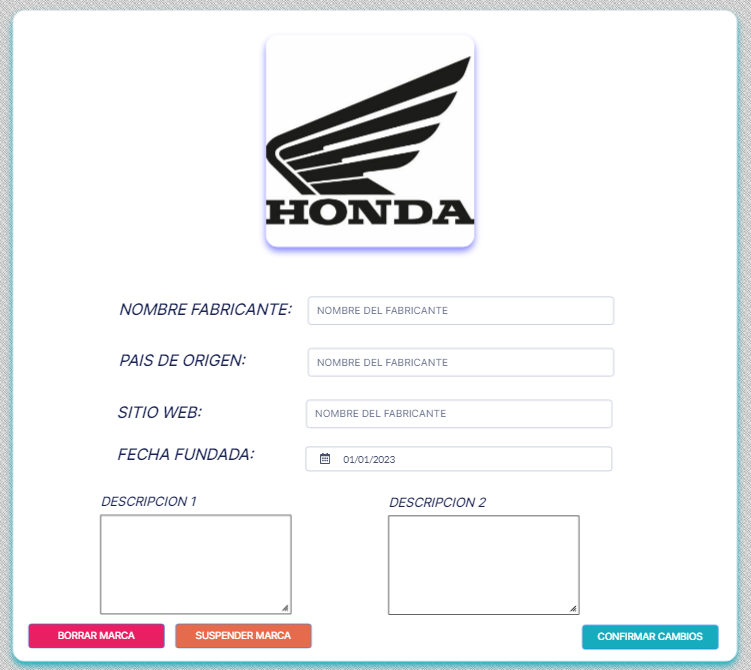 HONDA
NOMBRE FABRICANTE: NOMBRE DEL FABRICANTE
PAIS DE ORIGEN: NOMBRE DEL FABRICANTE
SITIO WEB: NOMBRE DEL FABRICANTE
FECHA FUNDADA: 01/01/2023
DESCRIPCION 1 DESCRIPCION 2
BORRAR MARCA SUSPENDER MARCA CONFIRMAR CAMBIOS